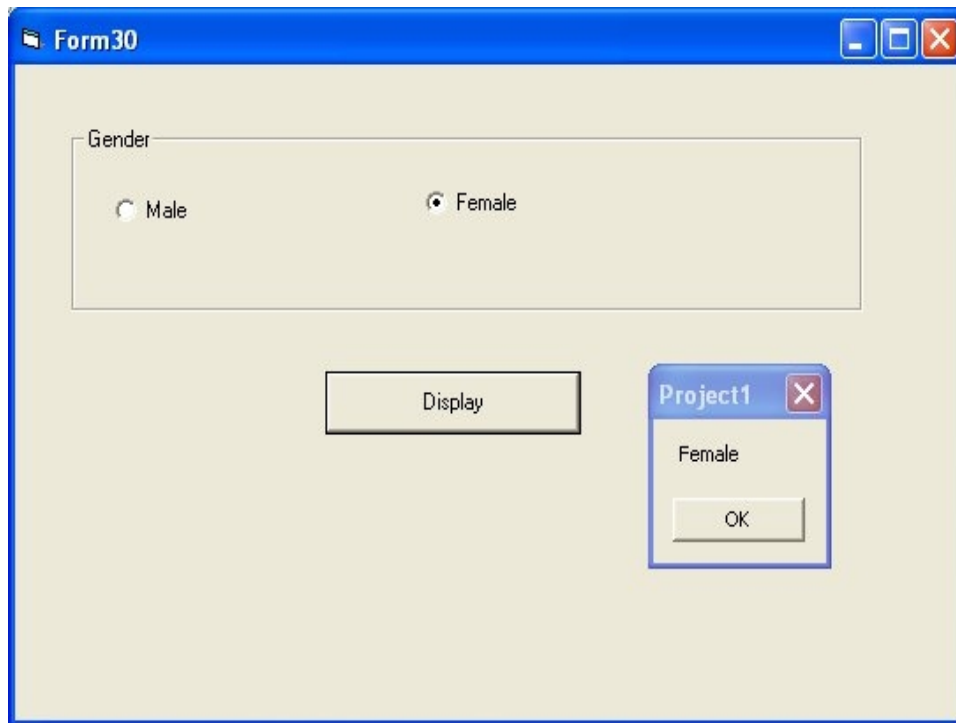 Form30
Gender
Male
Female
Display
Project1
Female
OK